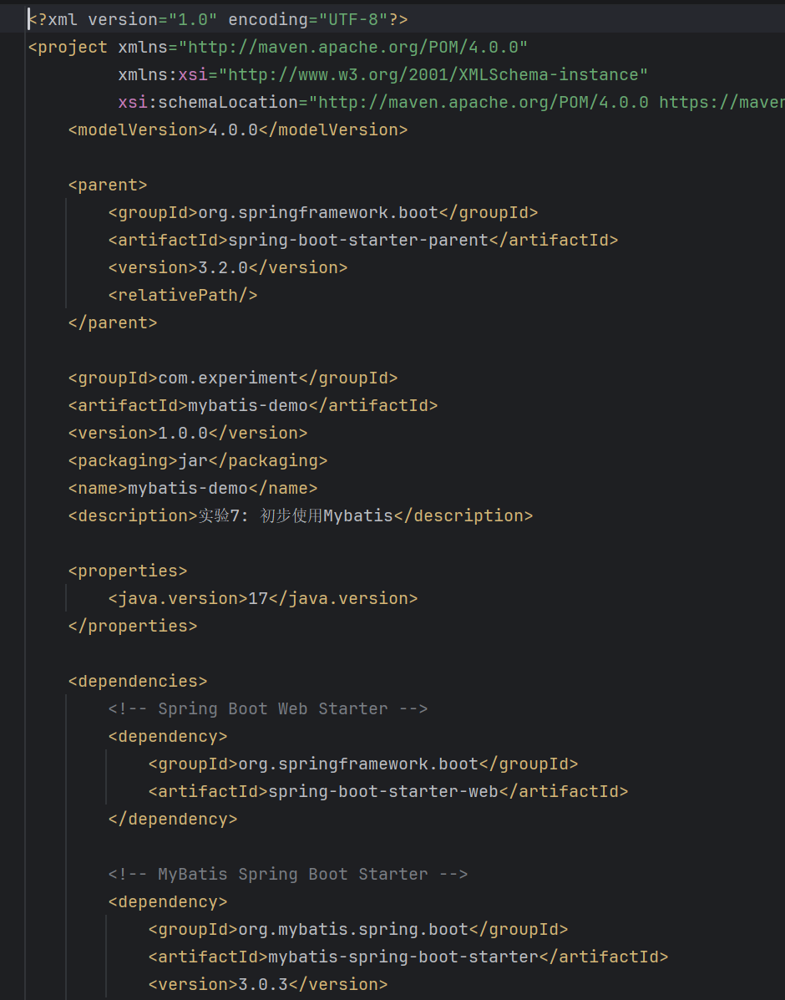 <?xml version="1.0" encoding="UTF-8"?>
<project xmlns="http://maven.apache.org/POM/4.0.0"
         xmlns:xsi="http://www.w3.org/2001/XMLSchema-instance"
         xsi:schemaLocation="http://maven.apache.org/POM/4.0.0 https://maven
    <modelVersion>4.0.0</modelVersion>

    <parent>
        <groupId>org.springframework.boot</groupId>
        <artifactId>spring-boot-starter-parent</artifactId>
        <version>3.2.0</version>
        <relativePath/>
    </parent>

    <groupId>com.experiment</groupId>
    <artifactId>mybatis-demo</artifactId>
    <version>1.0.0</version>
    <packaging>jar</packaging>
    <name>mybatis-demo</name>
    <description>实验7: 初步使用Mybatis</description>

    <properties>
        <java.version>17</java.version>
    </properties>

    <dependencies>
        <!-- Spring Boot Web Starter -->
        <dependency>
            <groupId>org.springframework.boot</groupId>
            <artifactId>spring-boot-starter-web</artifactId>
        </dependency>

        <!-- MyBatis Spring Boot Starter -->
        <dependency>
            <groupId>org.mybatis.spring.boot</groupId>
            <artifactId>mybatis-spring-boot-starter</artifactId>
            <version>3.0.3</version>